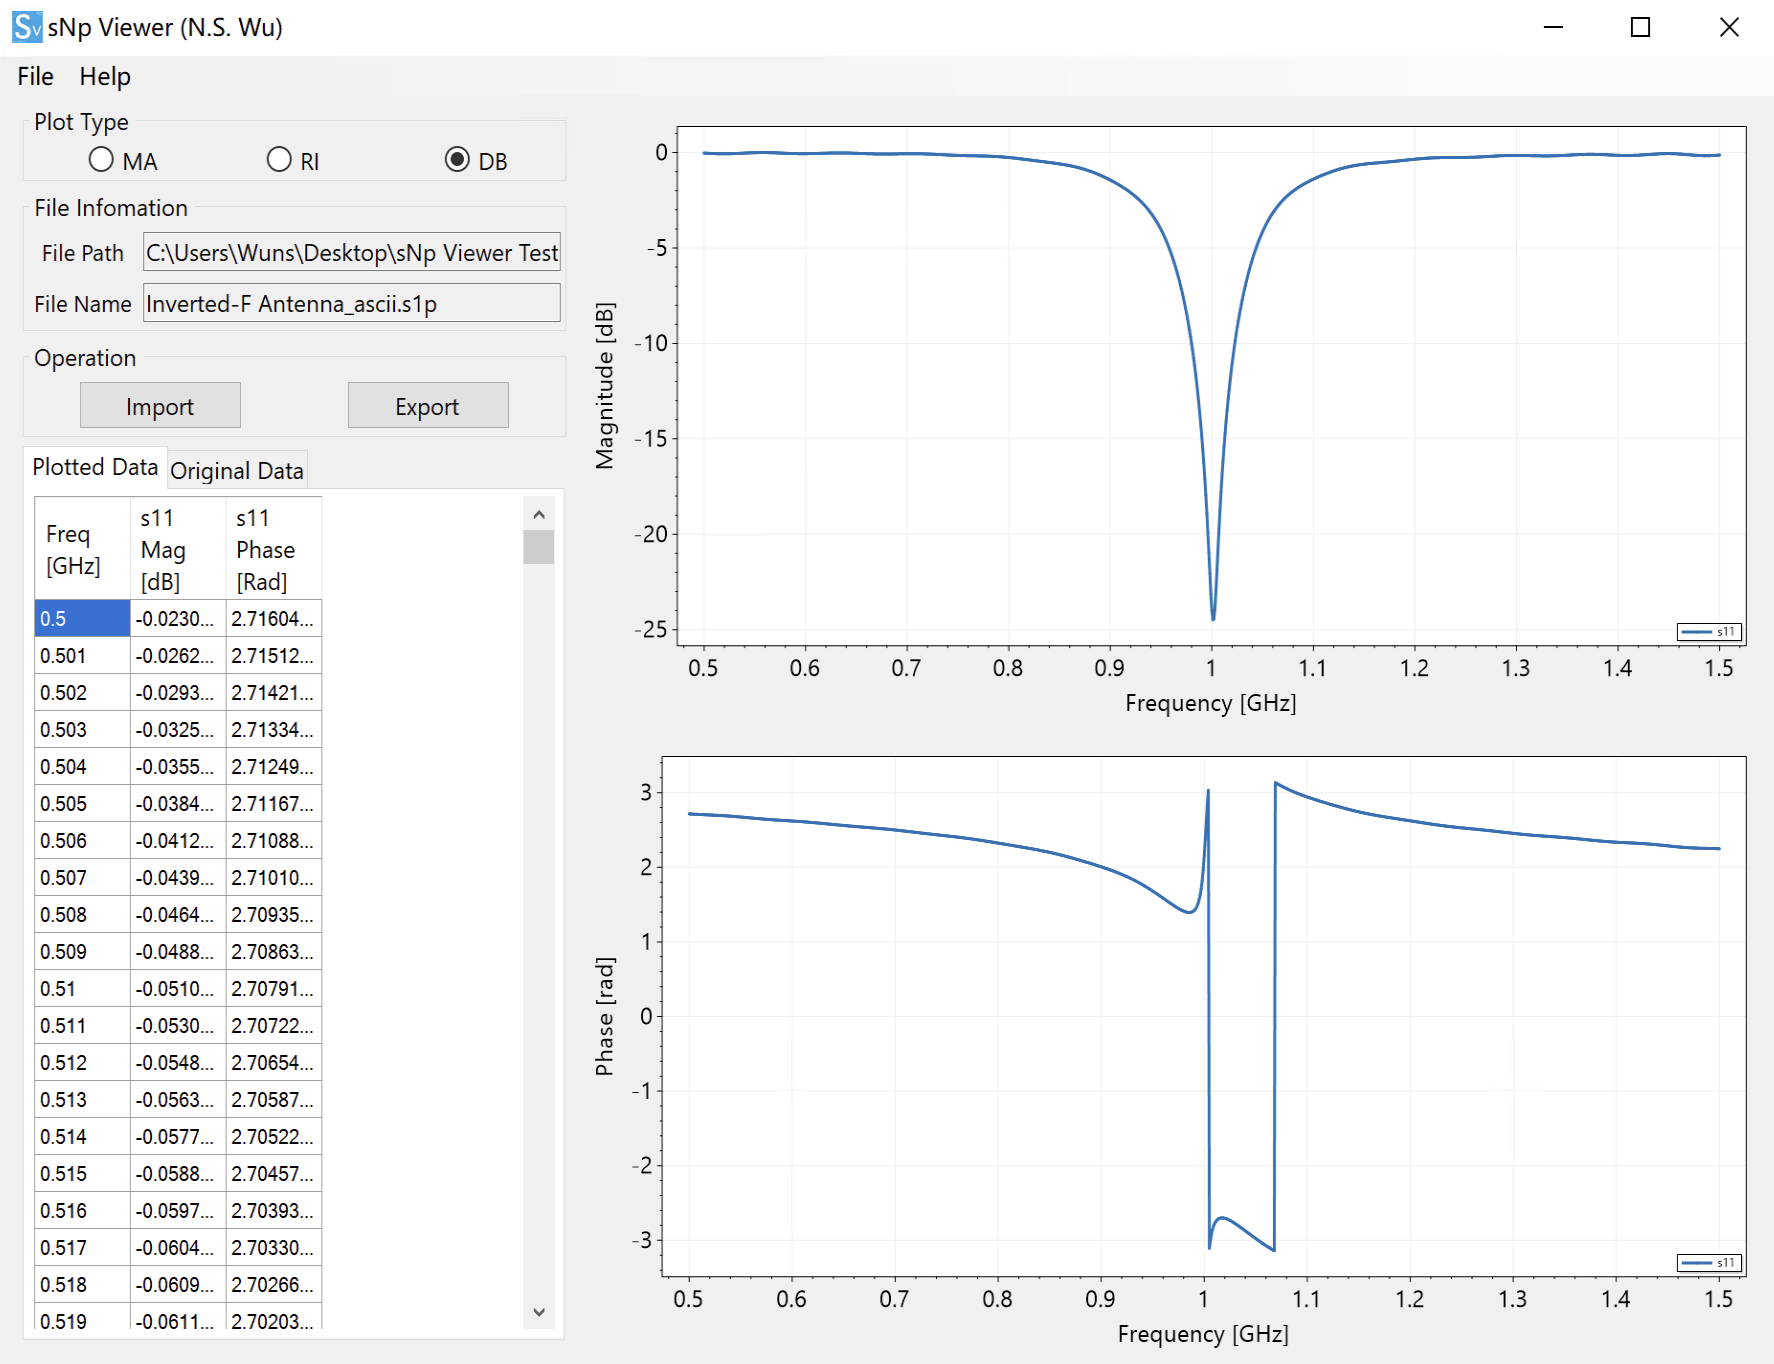 Sv sNp Viewer (N.S. Wu)
File Help
Plot Type
MA RI DB
File Infomation
File Path C:\Users\Wuns\Desktop\sNp Viewer Test
File Name Inverted-F Antenna_ascii.s1p
Operation
Import Export
Plotted Data Original Data
Freq [GHz] s11 Mag [dB] s11 Phase [Rad]
0.5 -0.0230... 2.71604...
0.501 -0.0262... 2.71512...
0.502 -0.0293... 2.71421...
0.503 -0.0325... 2.71334...
0.504 -0.0355... 2.71249...
0.505 -0.0384... 2.71167...
0.506 -0.0412... 2.71088...
0.507 -0.0439... 2.71010...
0.508 -0.0464... 2.70935...
0.509 -0.0488... 2.70863...
0.51 -0.0510... 2.70791...
0.511 -0.0530... 2.70722...
0.512 -0.0548... 2.70654...
0.513 -0.0563... 2.70587...
0.514 -0.0577... 2.70522...
0.515 -0.0588... 2.70457...
0.516 -0.0597... 2.70393...
0.517 -0.0604... 2.70330...
0.518 -0.0609... 2.70266...
0.519 -0.0611... 2.70203...
Magnitude [dB]
0
-5
-10
-15
-20
-25
s11
0.5 0.6 0.7 0.8 0.9 1 1.1 1.2 1.3 1.4 1.5
Frequency [GHz]
Phase [rad]
3
2
1
0
-1
-2
-3
s11
0.5 0.6 0.7 0.8 0.9 1 1.1 1.2 1.3 1.4 1.5
Frequency [GHz]